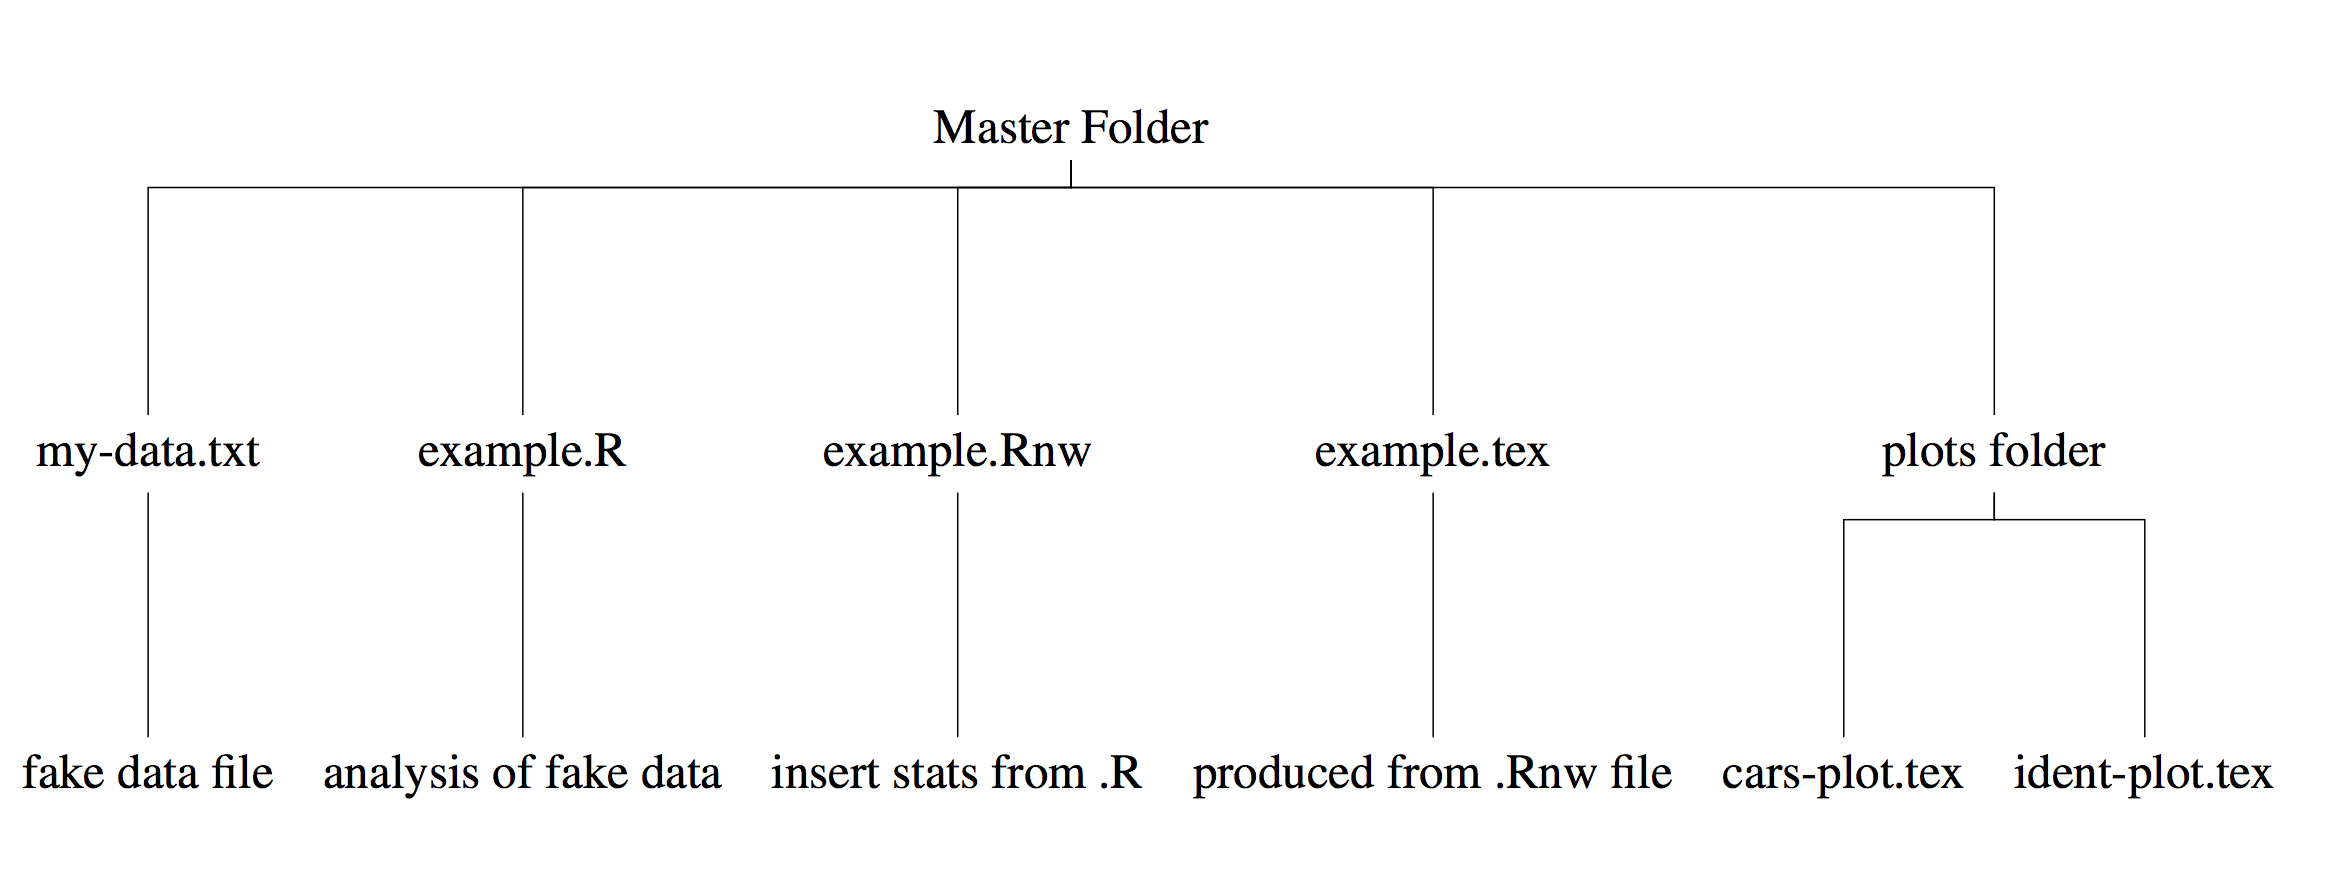 Master Folder
my-data.txt
example.R
example.Rnw
example.tex
plots folder
fake data file
analysis of fake data
insert stats from .R
produced from .Rnw file
cars-plot.tex
ident-plot.tex